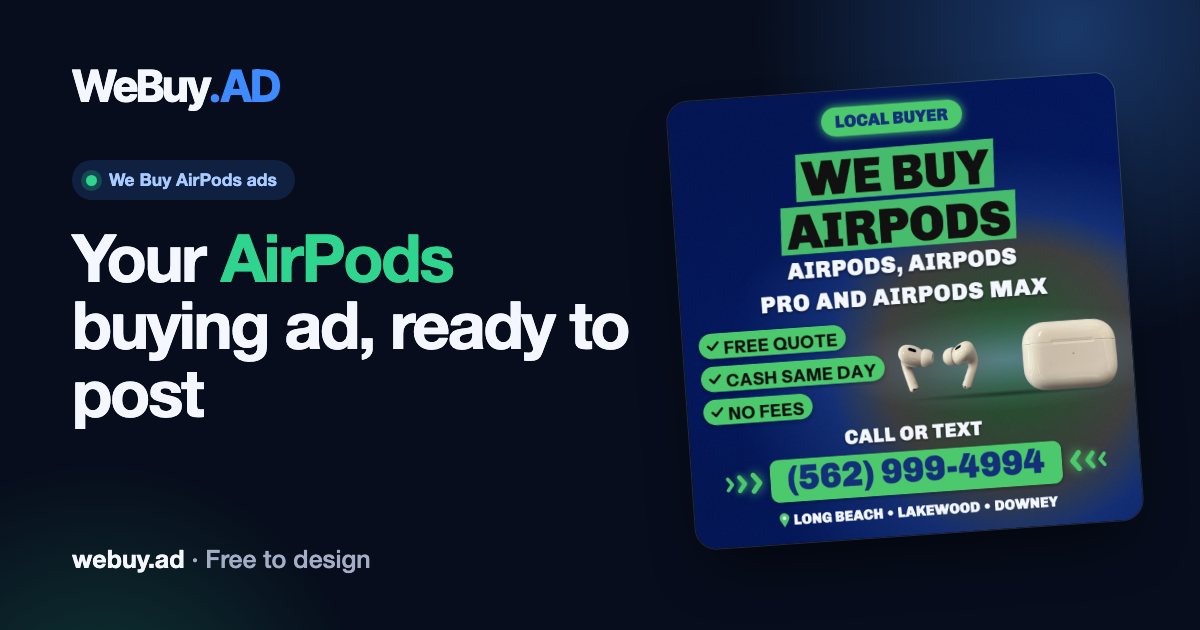 WeBuy.AD
We Buy AirPods ads
Your AirPods
buying ad, ready to
post
webuy.ad · Free to design
LOCAL BUYER
WE BUY
AIRPODS
AIRPODS, AIRPODS
PRO AND AIRPODS MAX
✓ FREE QUOTE
✓ CASH SAME DAY
✓ NO FEES
CALL OR TEXT
(562) 999-4994
LONG BEACH • LAKEWOOD • DOWNEY